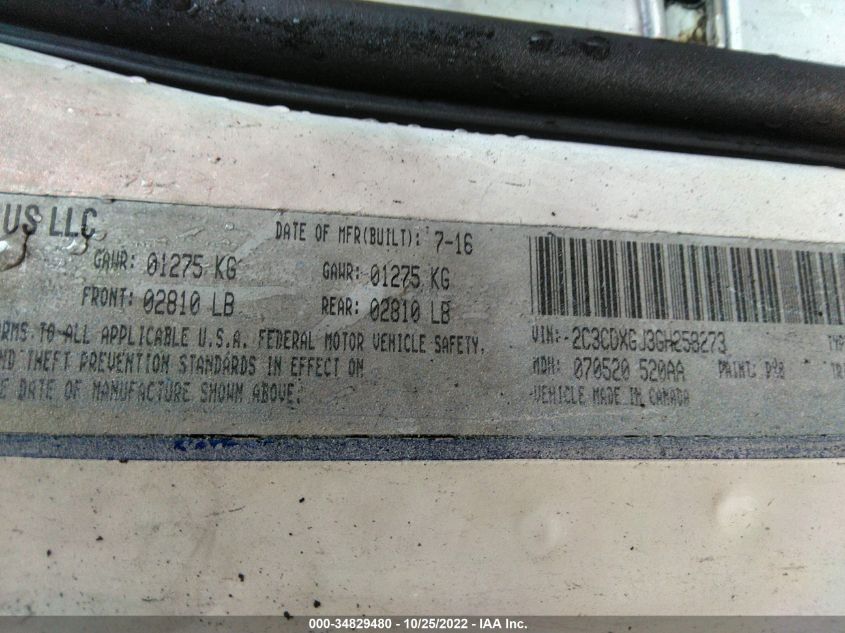 US LLC
DATE OF MFR(BUILT): 7-16
GAWR: 01275 KG GAWR: 01275 KG
FRONT: 02810 LB REAR: 02810 LB
RMS TO ALL APPLICABLE U.S.A. FEDERAL MOTOR VEHICLE SAFETY,
ND THEFT PREVENTION STANDARDS IN EFFECT ON
E DATE OF MANUFACTURE SHOWN ABOVE.
VIN: 2C3CDXGJ3GH258273 TYP
MDH: 070520 520AA PAINT: TR
VEHICLE MADE IN CANADA
000-34829480 - 10/25/2022 - IAA Inc.